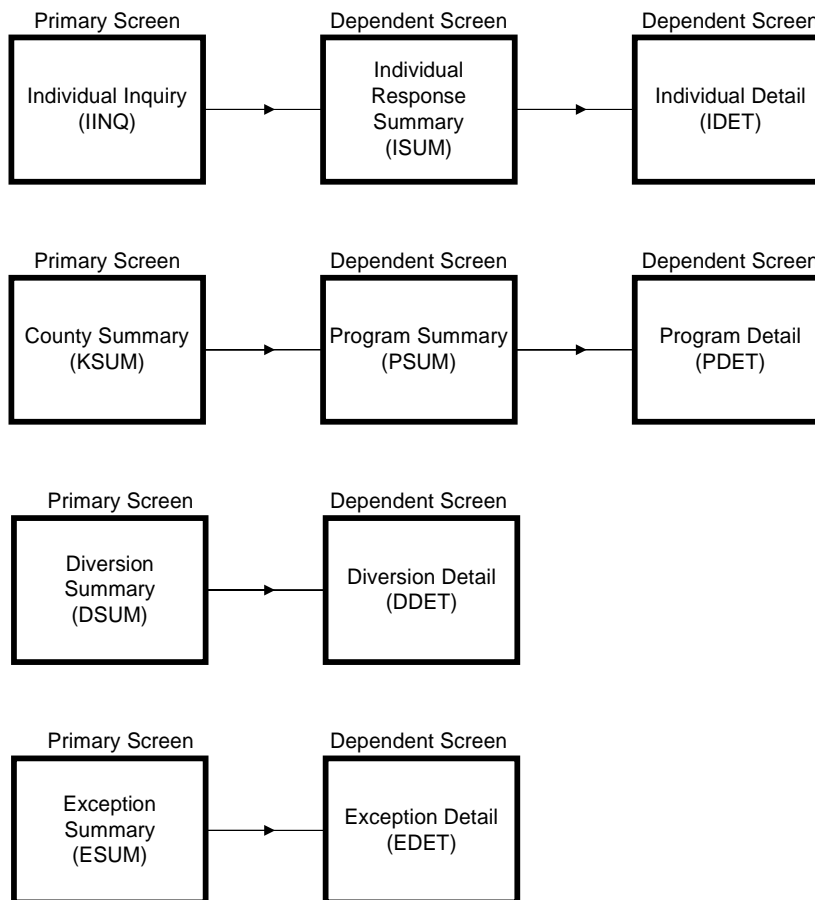 Primary Screen
Dependent Screen
Dependent Screen
Individual Inquiry
(IINQ)
Individual
Response
Summary
(ISUM)
Individual Detail
(IDET)
Primary Screen
Dependent Screen
Dependent Screen
County Summary
(KSUM)
Program Summary
(PSUM)
Program Detail
(PDET)
Primary Screen
Dependent Screen
Diversion
Summary
(DSUM)
Diversion Detail
(DDET)
Primary Screen
Dependent Screen
Exception
Summary
(ESUM)
Exception Detail
(EDET)